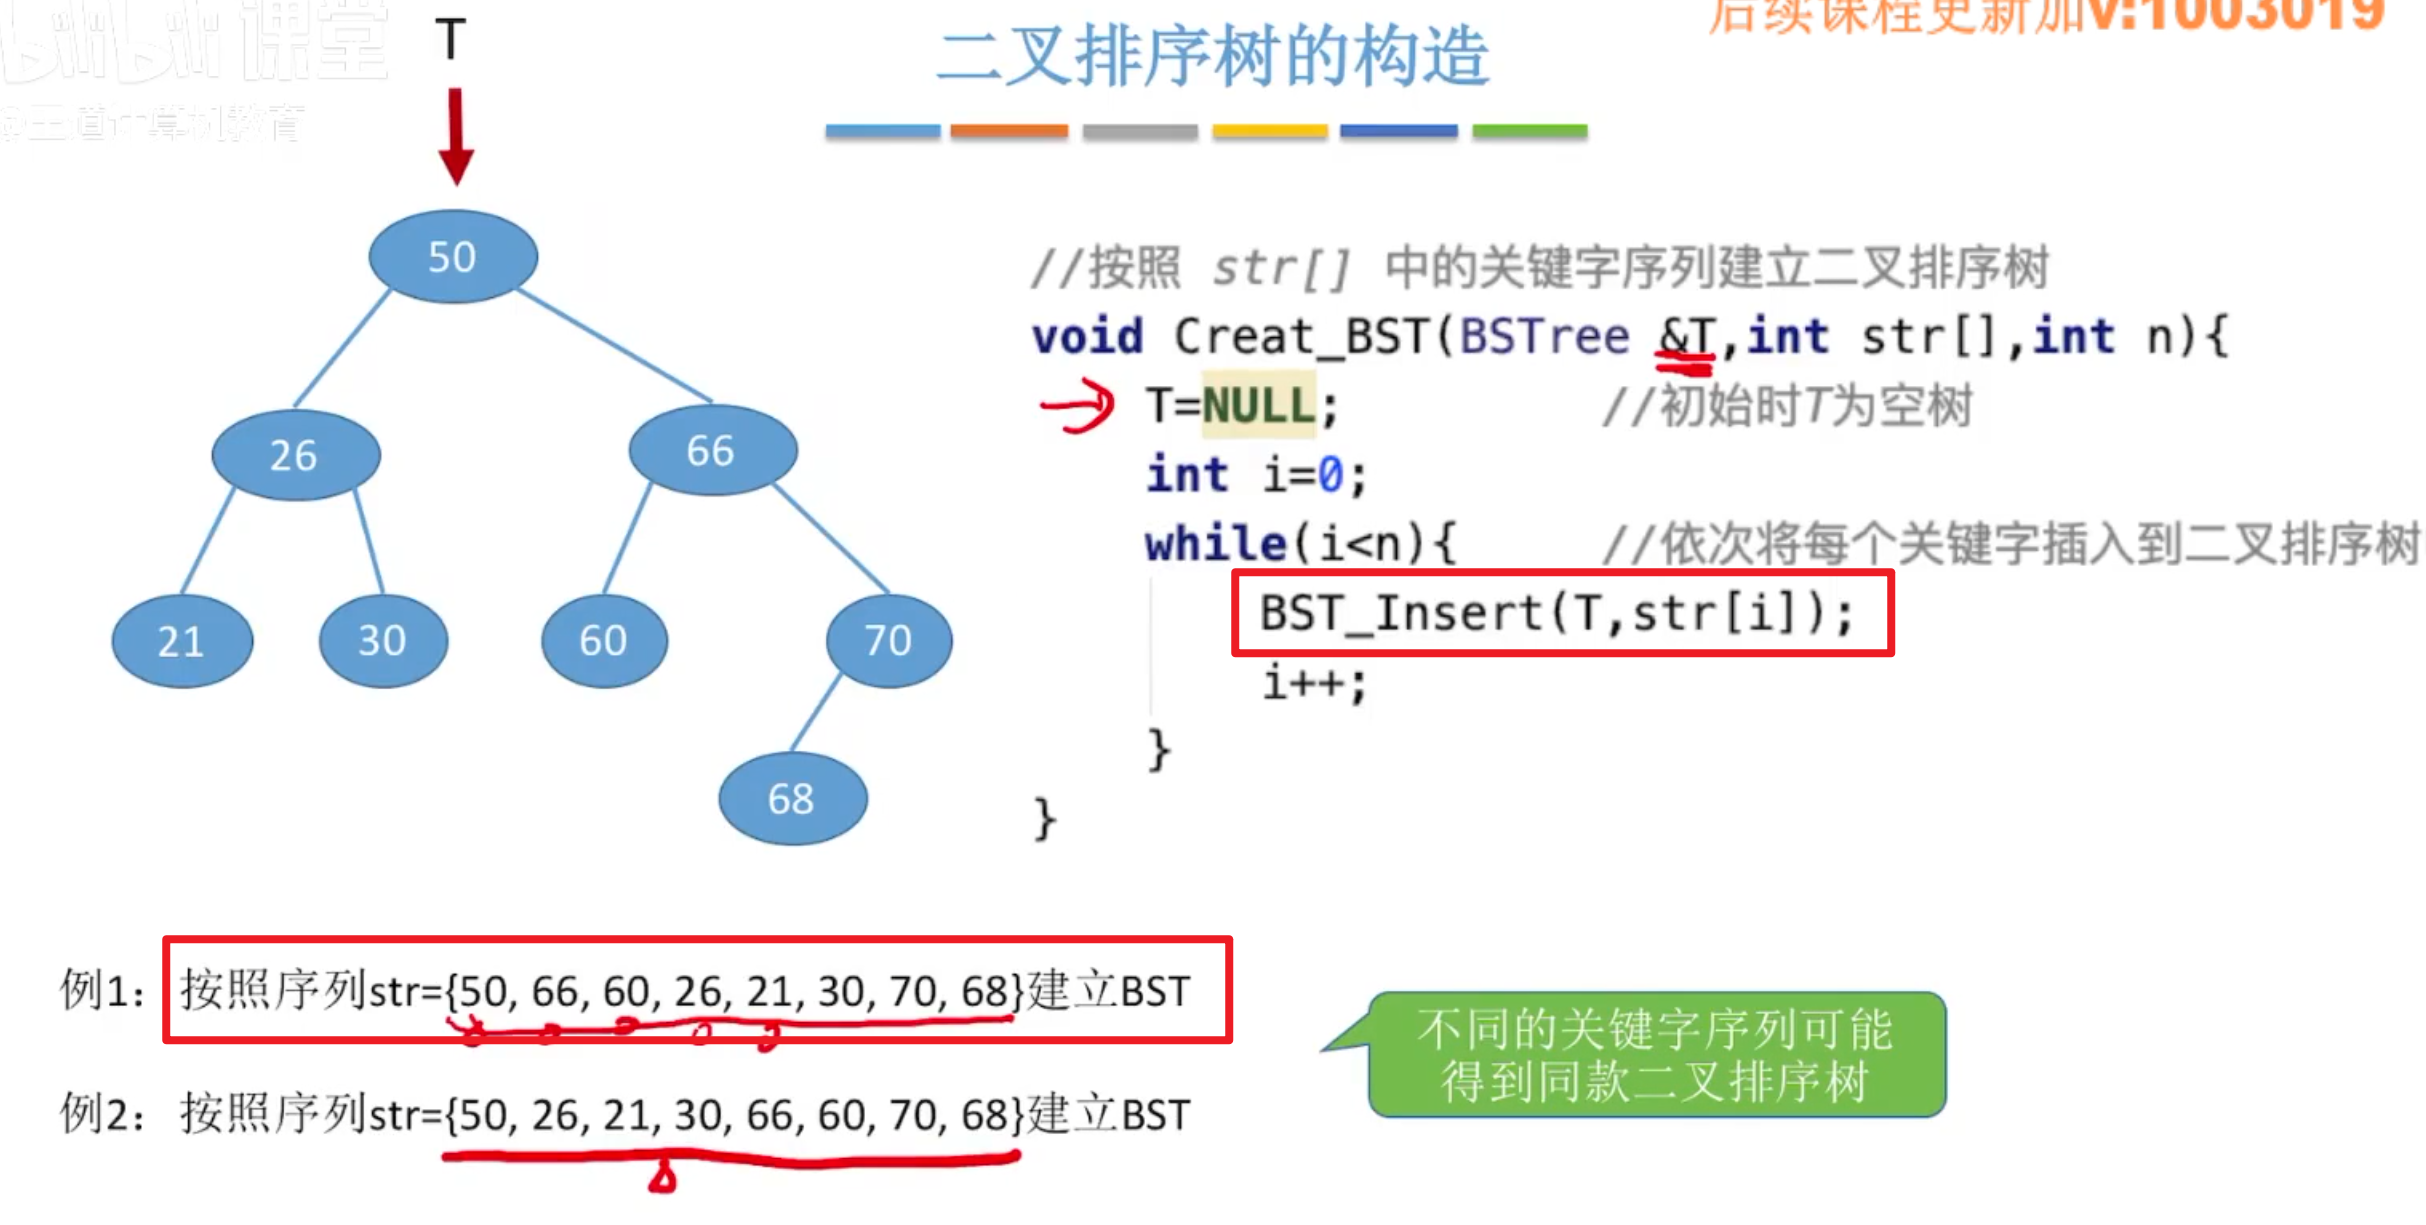 bilibili 课堂
@王道计算机教育
后续课程更新加v:1003019
T
二叉排序树的构造
50
26
66
21
30
60
70
68
//按照 str[] 中的关键字序列建立二叉排序树
void Creat_BST(BSTree &T,int str[],int n){
T=NULL; //初始时T为空树
int i=0;
while(i<n){ //依次将每个关键字插入到二叉排序树
BST_Insert(T,str[i]);
i++;
}
}
例1：按照序列str={50, 66, 60, 26, 21, 30, 70, 68}建立BST
例2：按照序列str={50, 26, 21, 30, 66, 60, 70, 68}建立BST
不同的关键字序列可能
得到同款二叉排序树